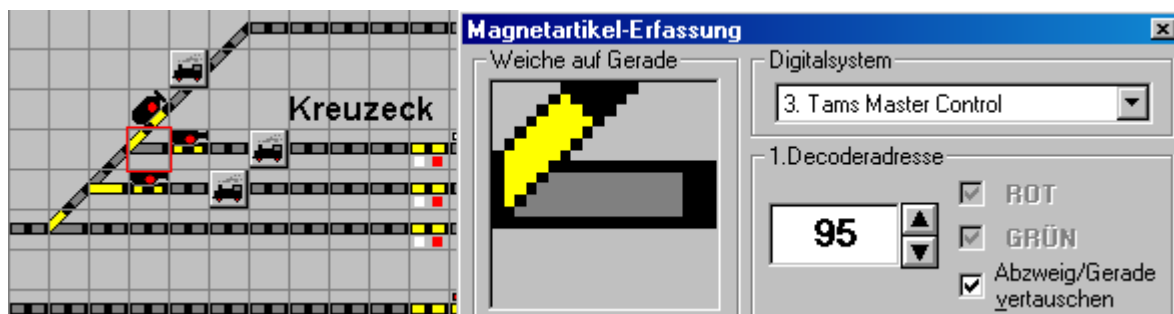 Kreuzeck
Magnetartikel-Erfassung
Weiche auf Gerade
Digitalsystem
3. Tams Master Control
1.Decoderadresse
95
ROT
GRÜN
Abzweig/Gerade
vertauschen